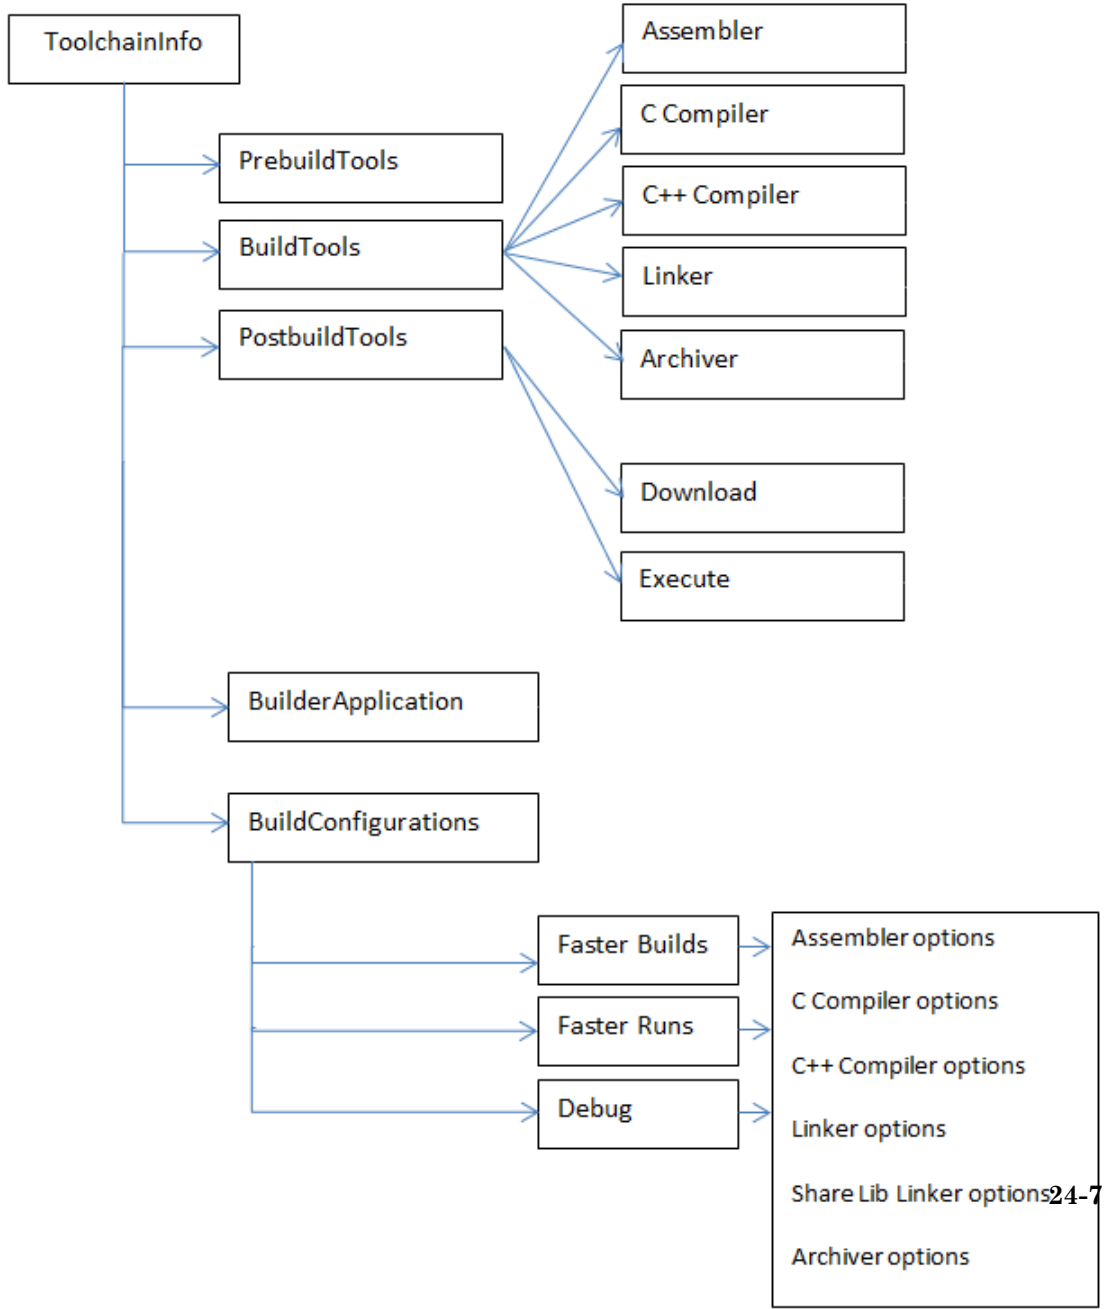 ToolchainInfo
Assembler
C Compiler
PrebuildTools
C++ Compiler
BuildTools
Linker
PostbuildTools
Archiver
Download
Execute
BuilderApplication
BuildConfigurations
Faster Builds
Assembler options
C Compiler options
Faster Runs
C++ Compiler options
Debug
Linker options
Share Lib Linker options 24-7
Archiver options